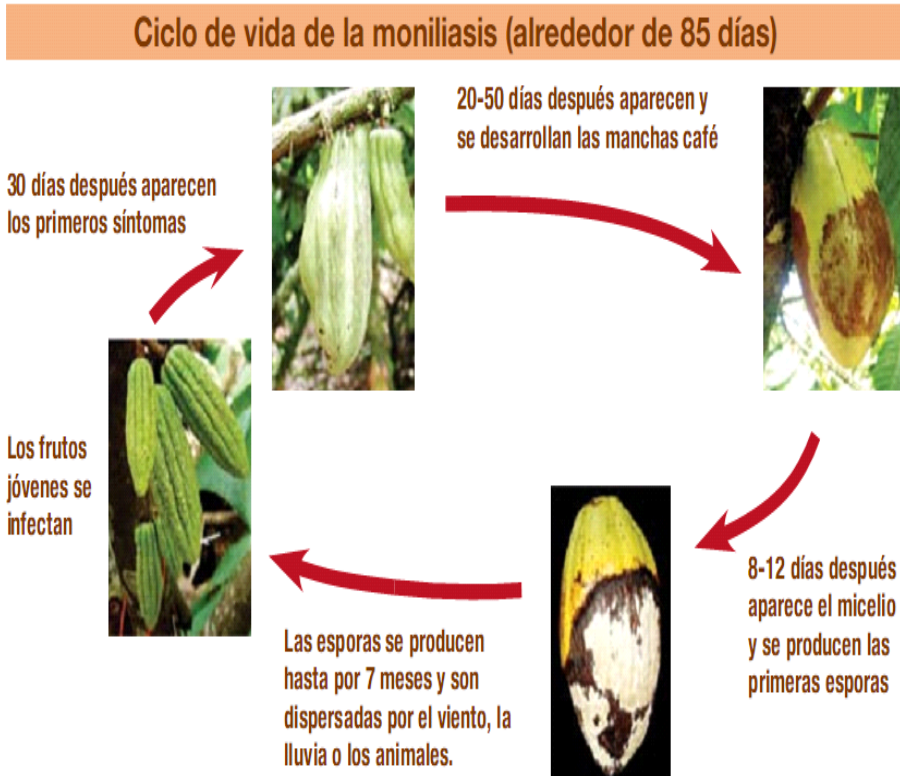 Ciclo de vida de la moniliasis (alrededor de 85 días)
30 días después aparecen
los primeros síntomas
20-50 días después aparecen y
se desarrollan las manchas café
8-12 días después
aparece el micelio
y se producen las
primeras esporas
Las esporas se producen
hasta por 7 meses y son
dispersadas por el viento, la
lluvia o los animales.
Los frutos
jóvenes se
infectan